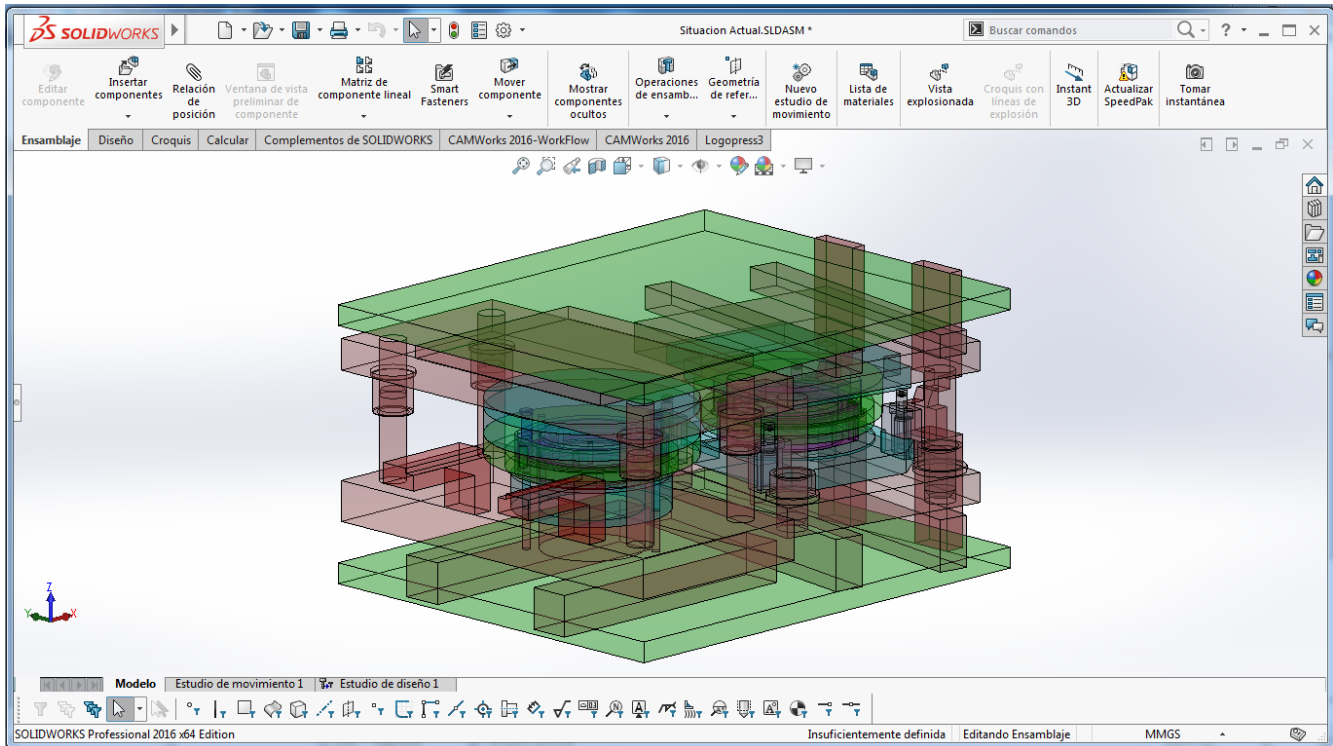 SOLIDWORKS
Situacion Actual.SLDASM *
Buscar comandos
?
Editar componente
Insertar componentes
Relación de posición
Ventana de vista preliminar de componente
Matriz de componente lineal
Smart Fasteners
Mover componente
Mostrar componentes ocultos
Operaciones de ensamb...
Geometría de refer...
Nuevo estudio de movimiento
Lista de materiales
Vista explosionada
Croquis con líneas de explosión
Instant 3D
Actualizar SpeedPak
Tomar instantánea
Ensamblaje Diseño Croquis Calcular Complementos de SOLIDWORKS CAMWorks 2016-WorkFlow CAMWorks 2016 Logopress3
Z
Y X
Modelo Estudio de movimiento 1 Estudio de diseño 1
SOLIDWORKS Professional 2016 x64 Edition Insuficientemente definida Editando Ensamblaje MMGS